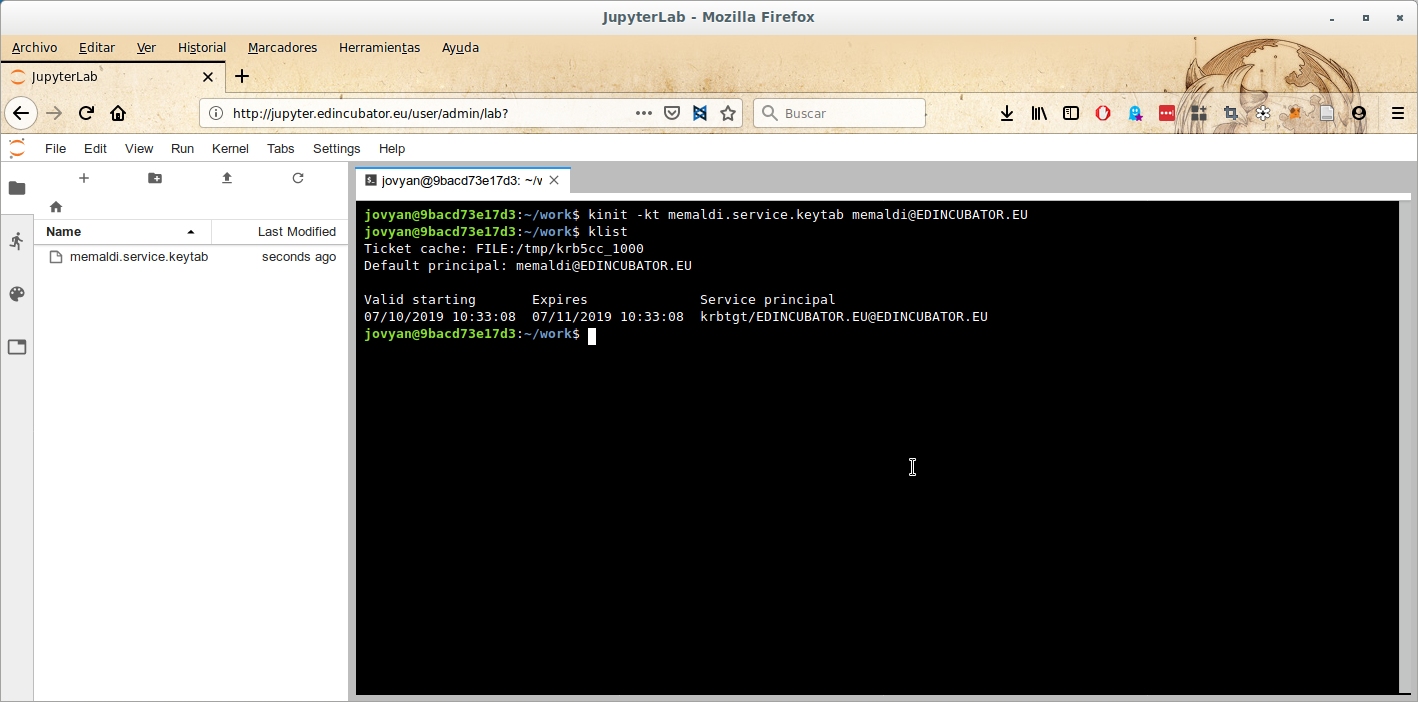 JupyterLab - Mozilla Firefox
Archivo Editar Ver Historial Marcadores Herramientas Ayuda
JupyterLab
http://jupyter.edincubator.eu/user/admin/lab?
Buscar
File Edit View Run Kernel Tabs Settings Help
jovyan@9bacd73e17d3: ~/v
Name Last Modified
memaldi.service.keytab seconds ago
jovyan@9bacd73e17d3:~/work$ kinit -kt memaldi.service.keytab memaldi@EDINCUBATOR.EU
jovyan@9bacd73e17d3:~/work$ klist
Ticket cache: FILE:/tmp/krb5cc_1000
Default principal: memaldi@EDINCUBATOR.EU
Valid starting Expires Service principal
07/10/2019 10:33:08 07/11/2019 10:33:08 krbtgt/EDINCUBATOR.EU@EDINCUBATOR.EU
jovyan@9bacd73e17d3:~/work$